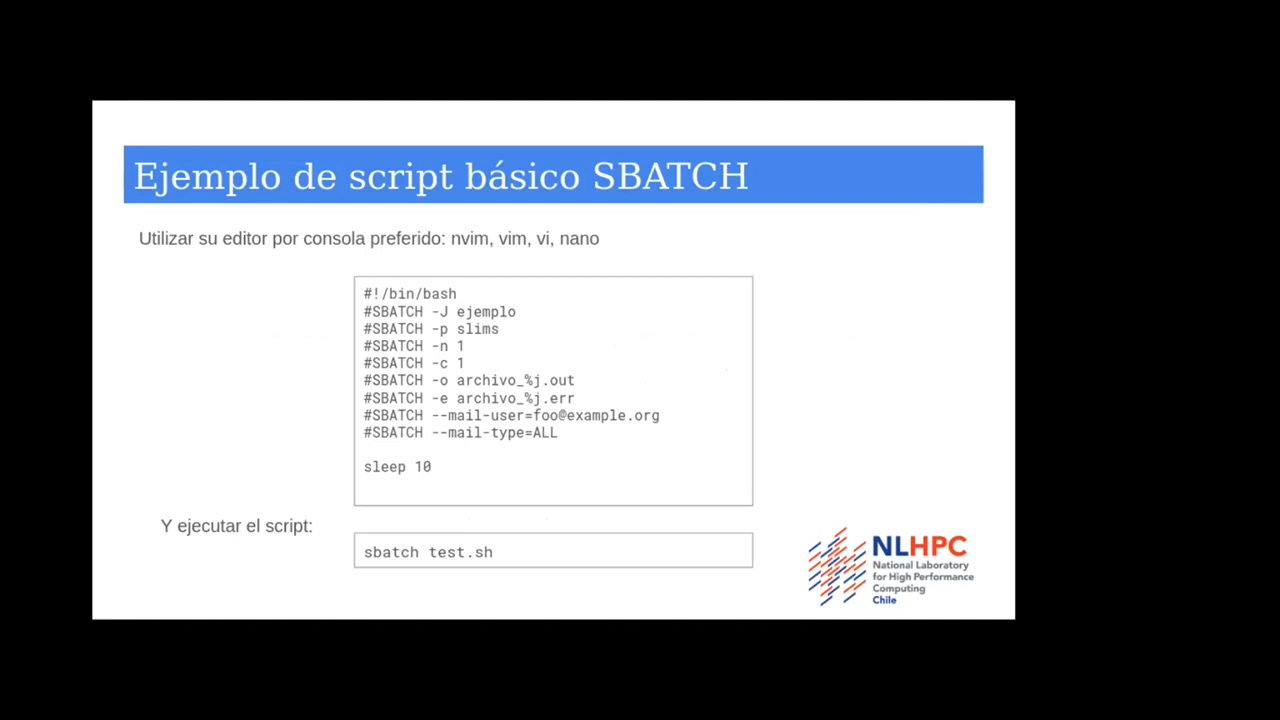 Ejemplo de script básico SBATCH
Utilizar su editor por consola preferido: nvim, vim, vi, nano
#!/bin/bash
#SBATCH -J ejemplo
#SBATCH -p slims
#SBATCH -n 1
#SBATCH -c 1
#SBATCH -o archivo_%j.out
#SBATCH -e archivo_%j.err
#SBATCH --mail-user=foo@example.org
#SBATCH --mail-type=ALL
sleep 10
Y ejecutar el script:
sbatch test.sh
NLHPC
National Laboratory
for High Performance
Computing
Chile